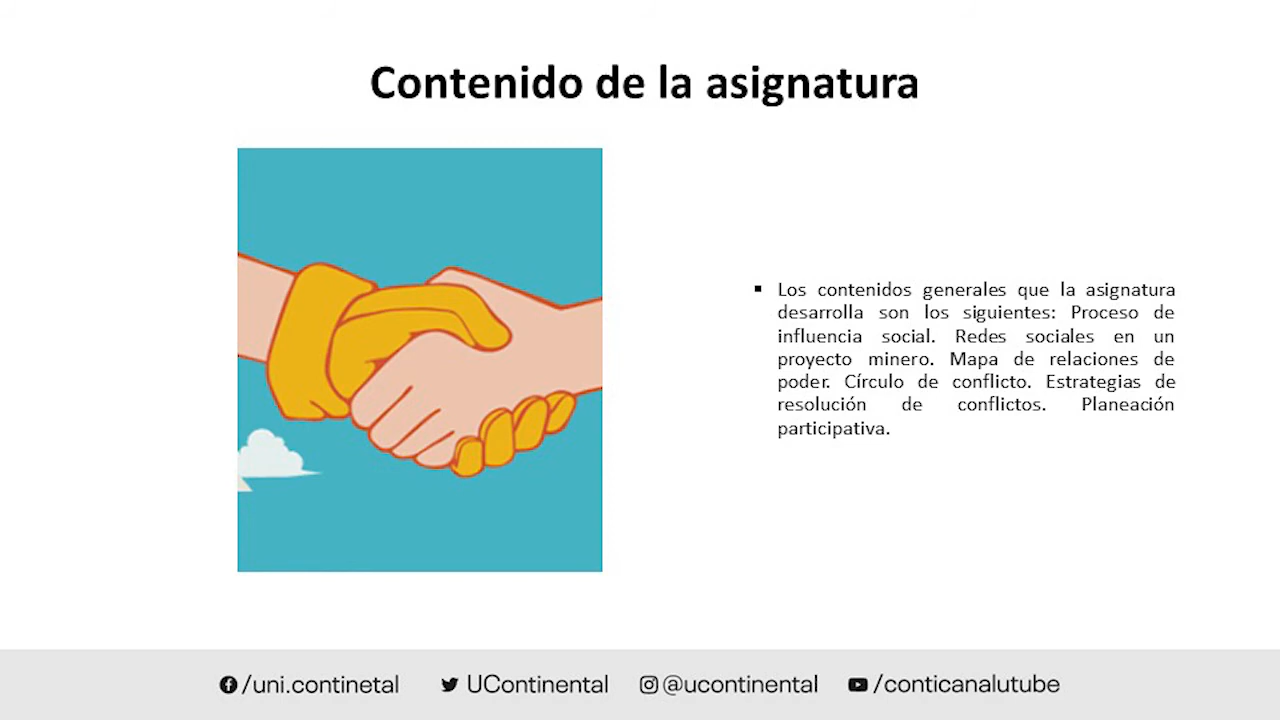 Contenido de la asignatura
▪ Los contenidos generales que la asignatura
desarrolla son los siguientes: Proceso de
influencia social. Redes sociales en un
proyecto minero. Mapa de relaciones de
poder. Círculo de conflicto. Estrategias de
resolución de conflictos. Planeación
participativa.
/uni.continetal UContinental @ucontinental /conticanalutube